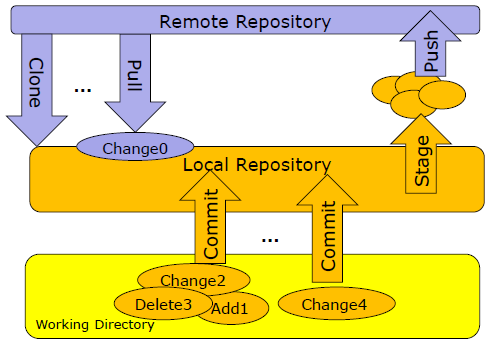 Remote Repository
Clone
...
Pull
Push
Change0
Local Repository
Stage
Commit
...
Commit
Change2
Delete3
Add1
Change4
Working Directory